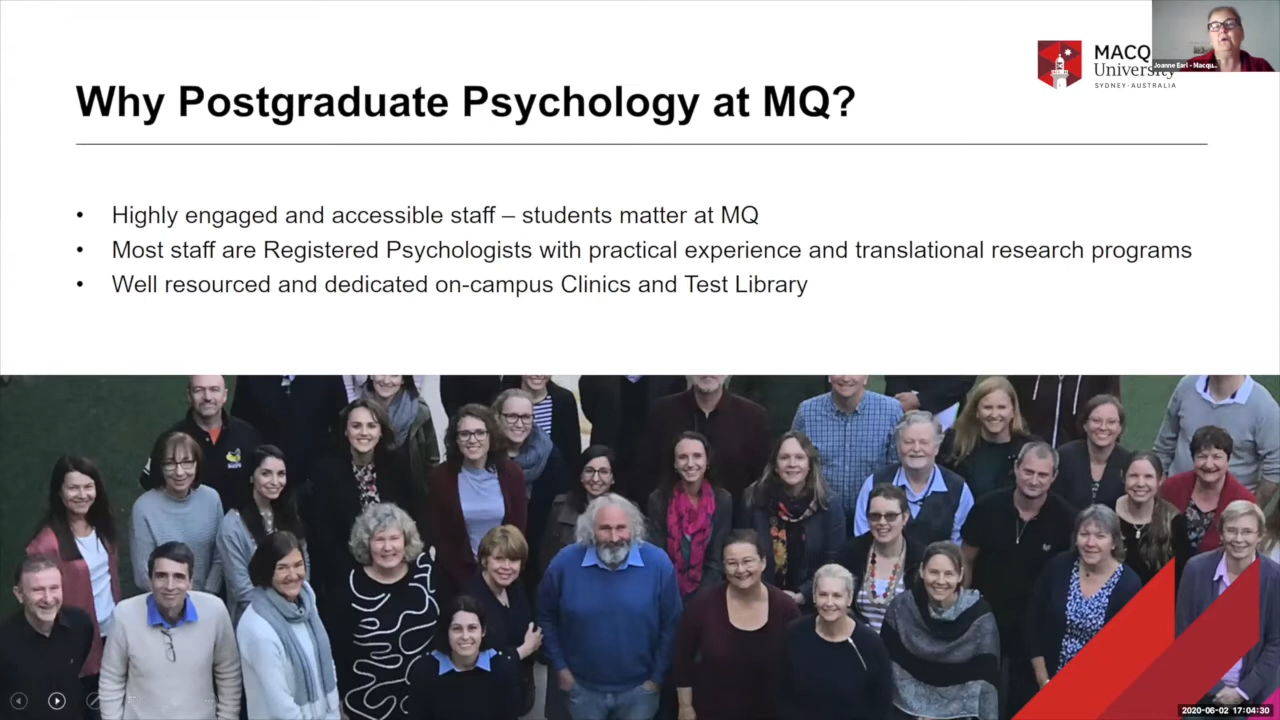 Why Postgraduate Psychology at MQ?
MACQ
University
SYDNEY·AUSTRALIA
Joanne Earl - Macqu...
• Highly engaged and accessible staff – students matter at MQ
• Most staff are Registered Psychologists with practical experience and translational research programs
• Well resourced and dedicated on-campus Clinics and Test Library
2020-06-02 17:04:30